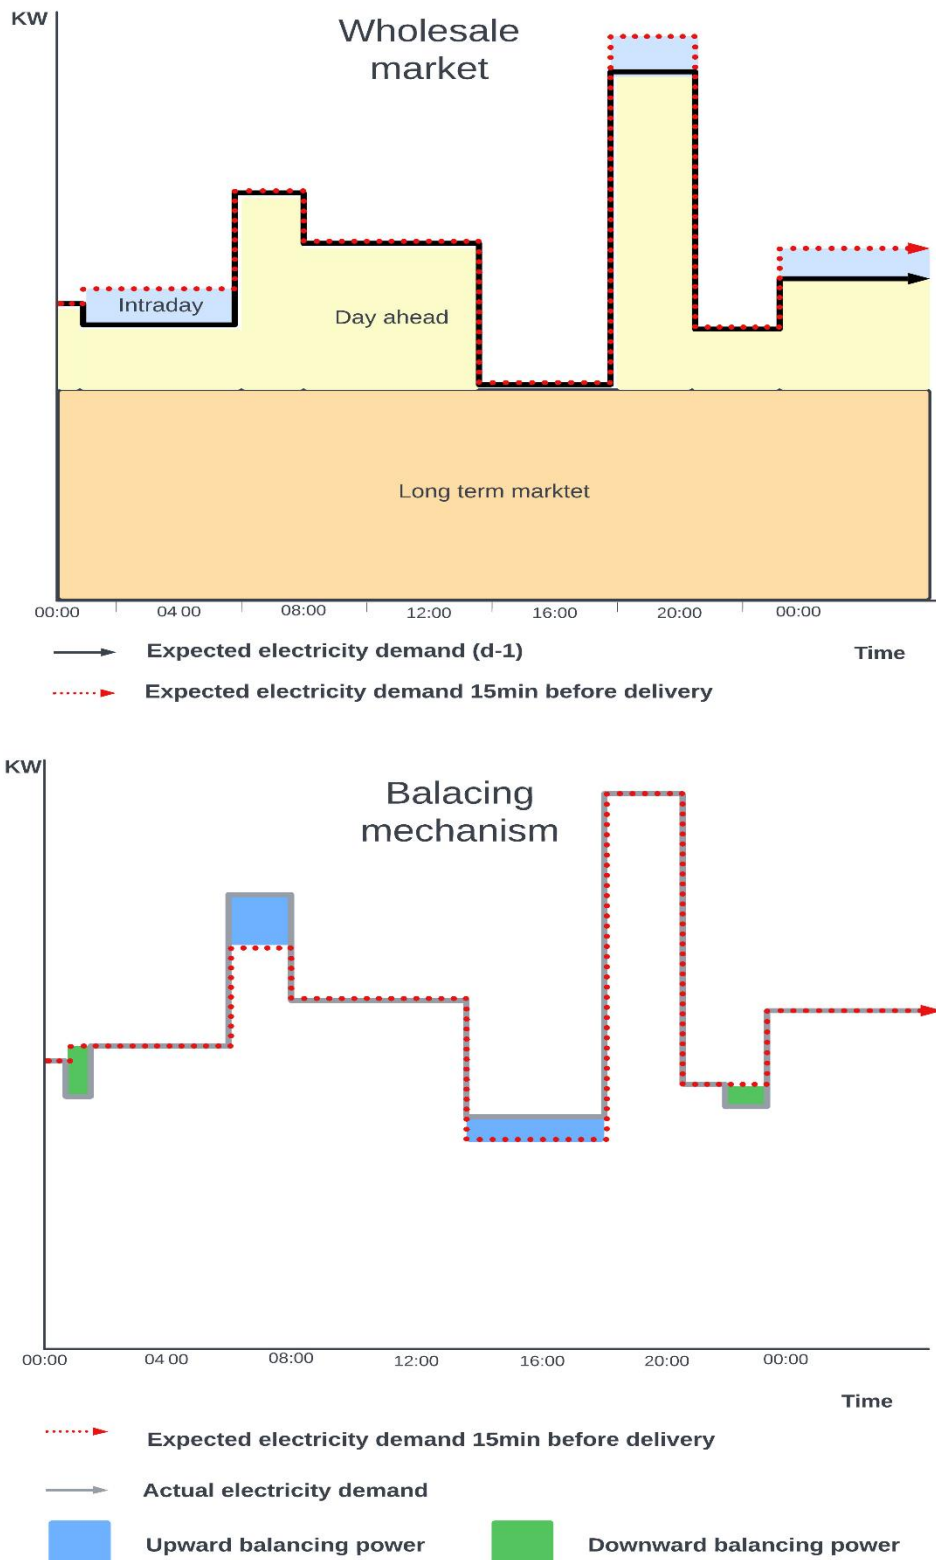 KW
Wholesale
market
Intraday
Day ahead
Long term marktet
00:00 04 00 08:00 12:00 16:00 20:00 00:00
Expected electricity demand (d-1)
Time
Expected electricity demand 15min before delivery
KW
Balacing
mechanism
00:00 04 00 08:00 12:00 16:00 20:00 00:00
Time
Expected electricity demand 15min before delivery
Actual electricity demand
Upward balancing power
Downward balancing power